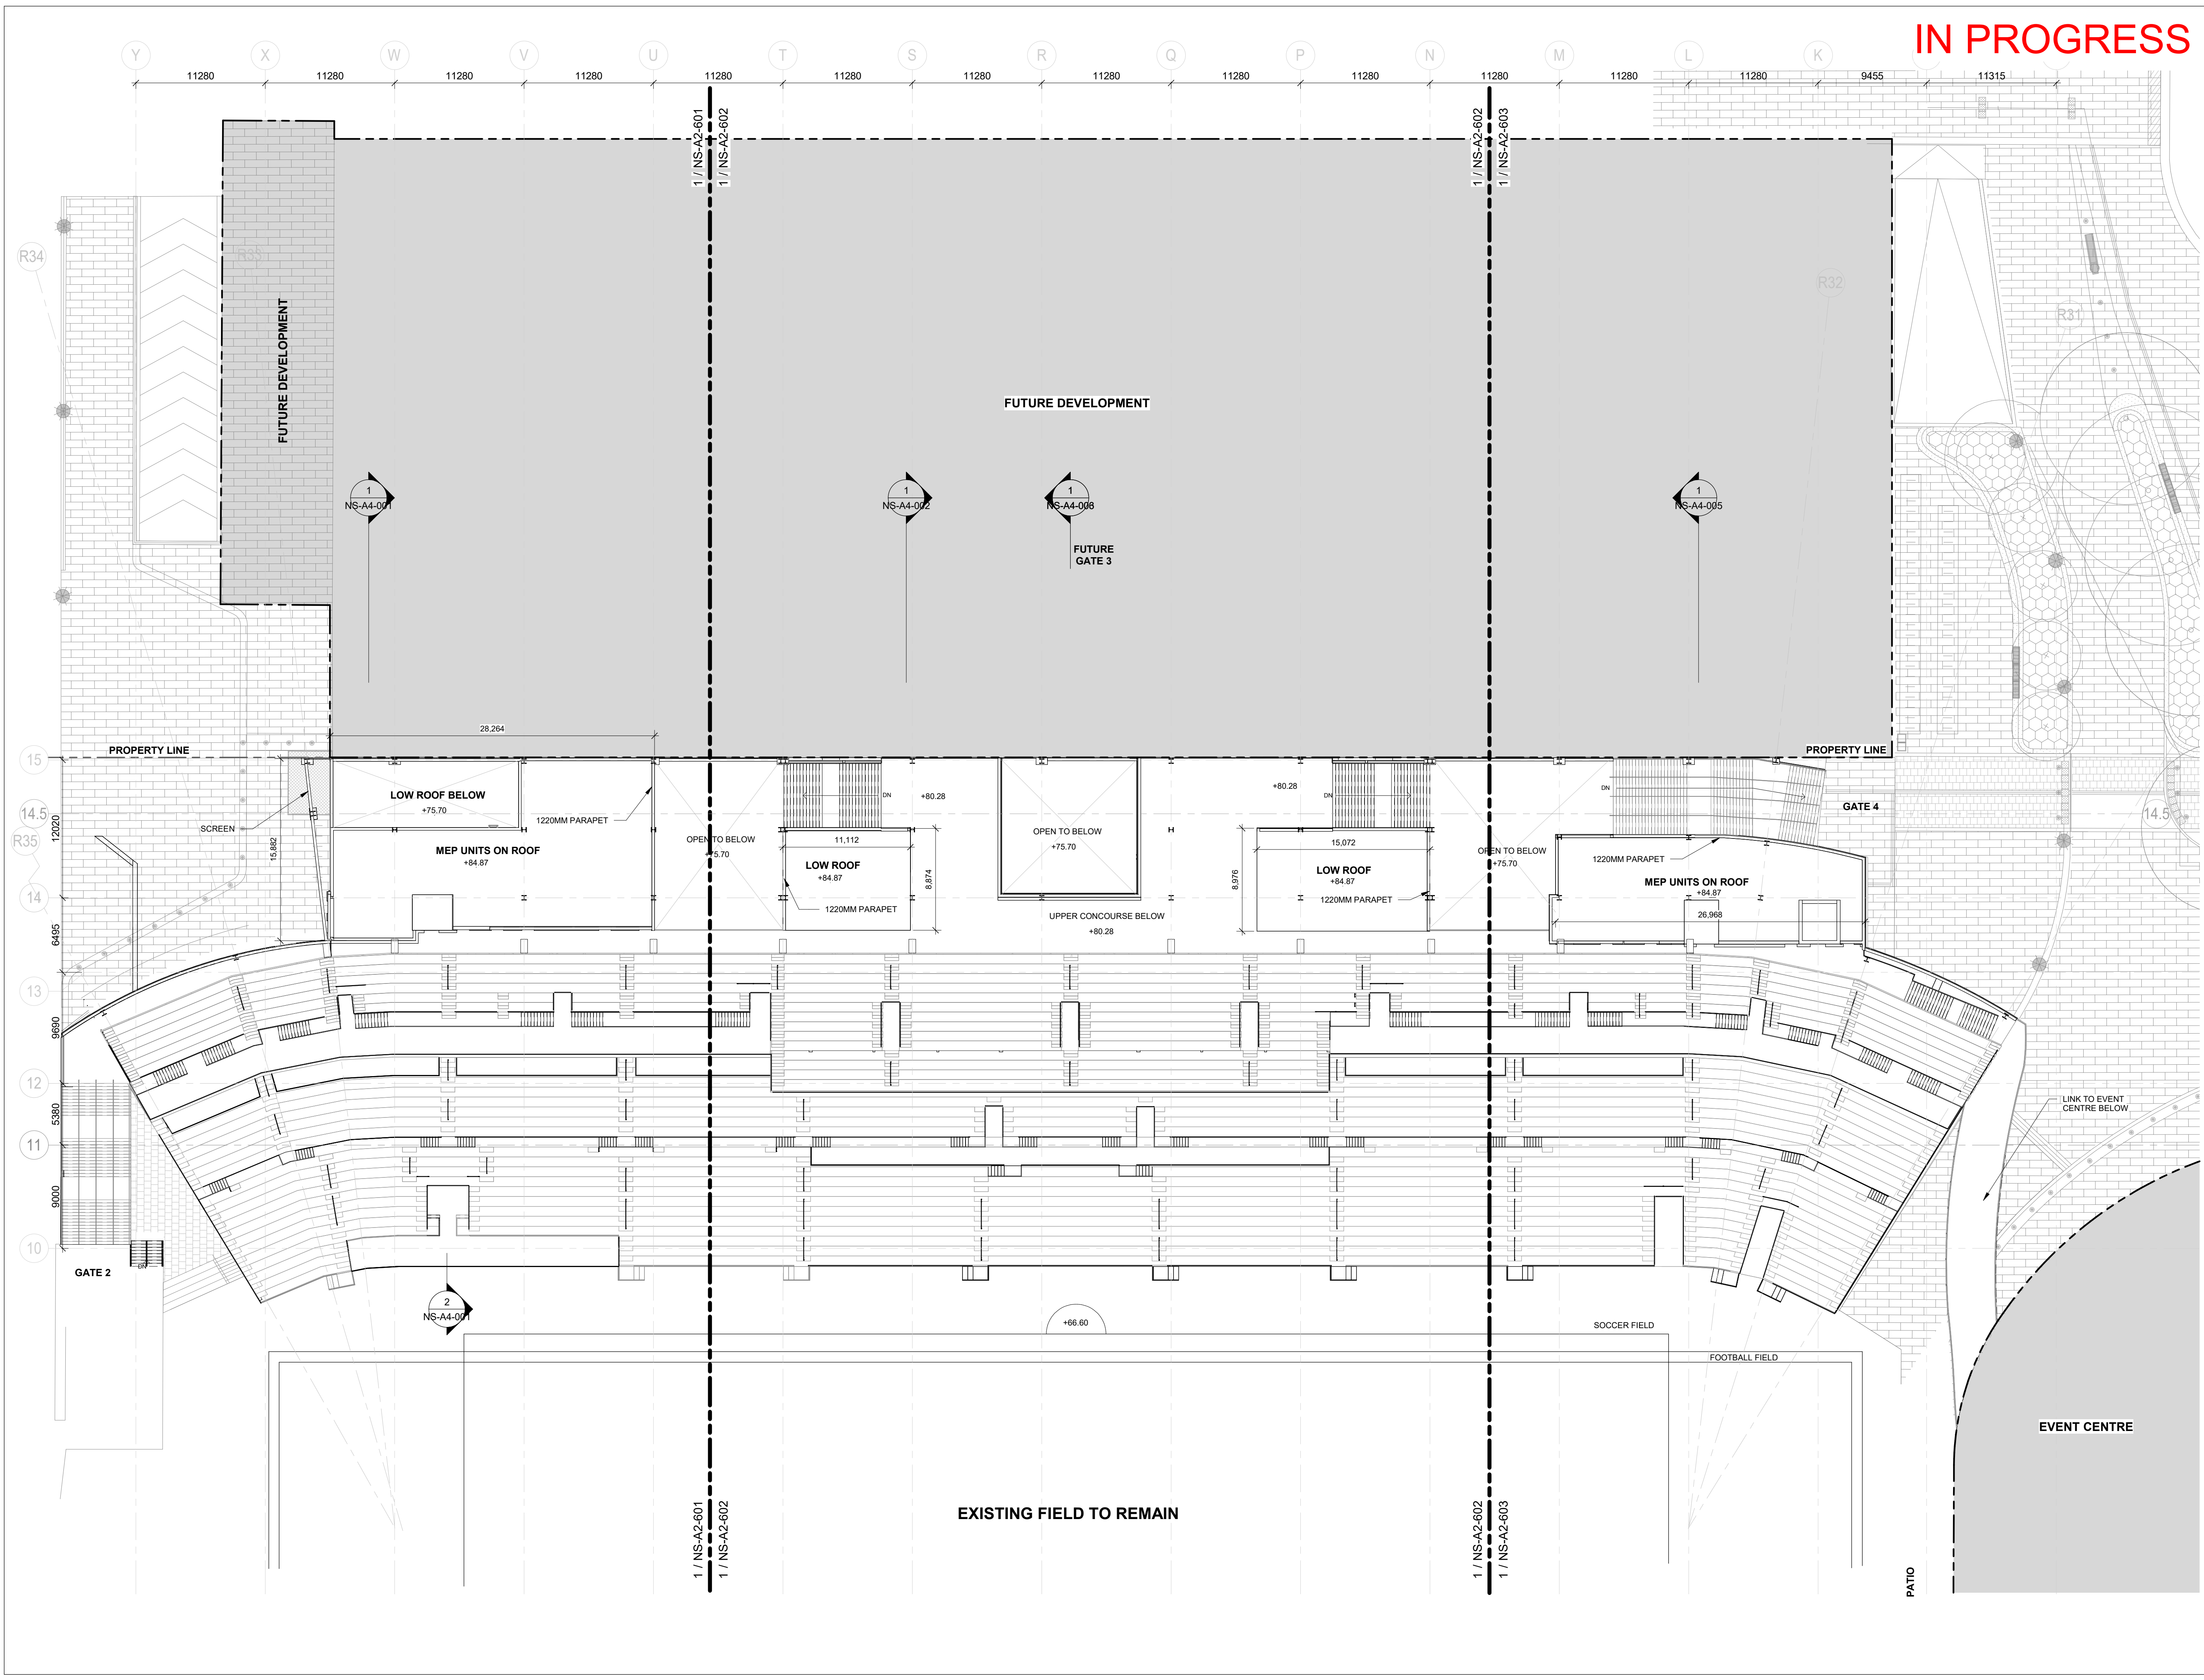 IN PROGRESS
Y
X
W
V
U
T
S
R
Q
P
N
M
L
K
11280
11280
11280
11280
11280
11280
11280
11280
11280
11280
11280
11280
11280
9455
11315
1 / NS-A2-601
1 / NS-A2-602
1 / NS-A2-602
1 / NS-A2-603
R34
R33
R32
R31
FUTURE DEVELOPMENT
FUTURE DEVELOPMENT
1
NS-A4-001
1
NS-A4-002
1
1
NS-A4-005
FUTURE
GATE 3
28,264
PROPERTY LINE
PROPERTY LINE
15
14.5
R35
14
13
12
11
10
12020
6495
9690
5380
9000
SCREEN
15,882
LOW ROOF BELOW
+75.70
1220MM PARAPET
MEP UNITS ON ROOF
+84.87
OPEN TO BELOW
+75.70
DN
+80.28
11,112
LOW ROOF
+84.87
8,874
1220MM PARAPET
OPEN TO BELOW
+75.70
UPPER CONCOURSE BELOW
+80.28
+80.28
DN
15,072
8,976
LOW ROOF
+84.87
1220MM PARAPET
OPEN TO BELOW
+75.70
DN
GATE 4
14.5
1220MM PARAPET
MEP UNITS ON ROOF
+84.87
26,968
LINK TO EVENT
CENTRE BELOW
GATE 2
DN
2
NS-A4-001
+66.60
SOCCER FIELD
FOOTBALL FIELD
EVENT CENTRE
EXISTING FIELD TO REMAIN
1 / NS-A2-601
1 / NS-A2-602
1 / NS-A2-602
1 / NS-A2-603
PATIO